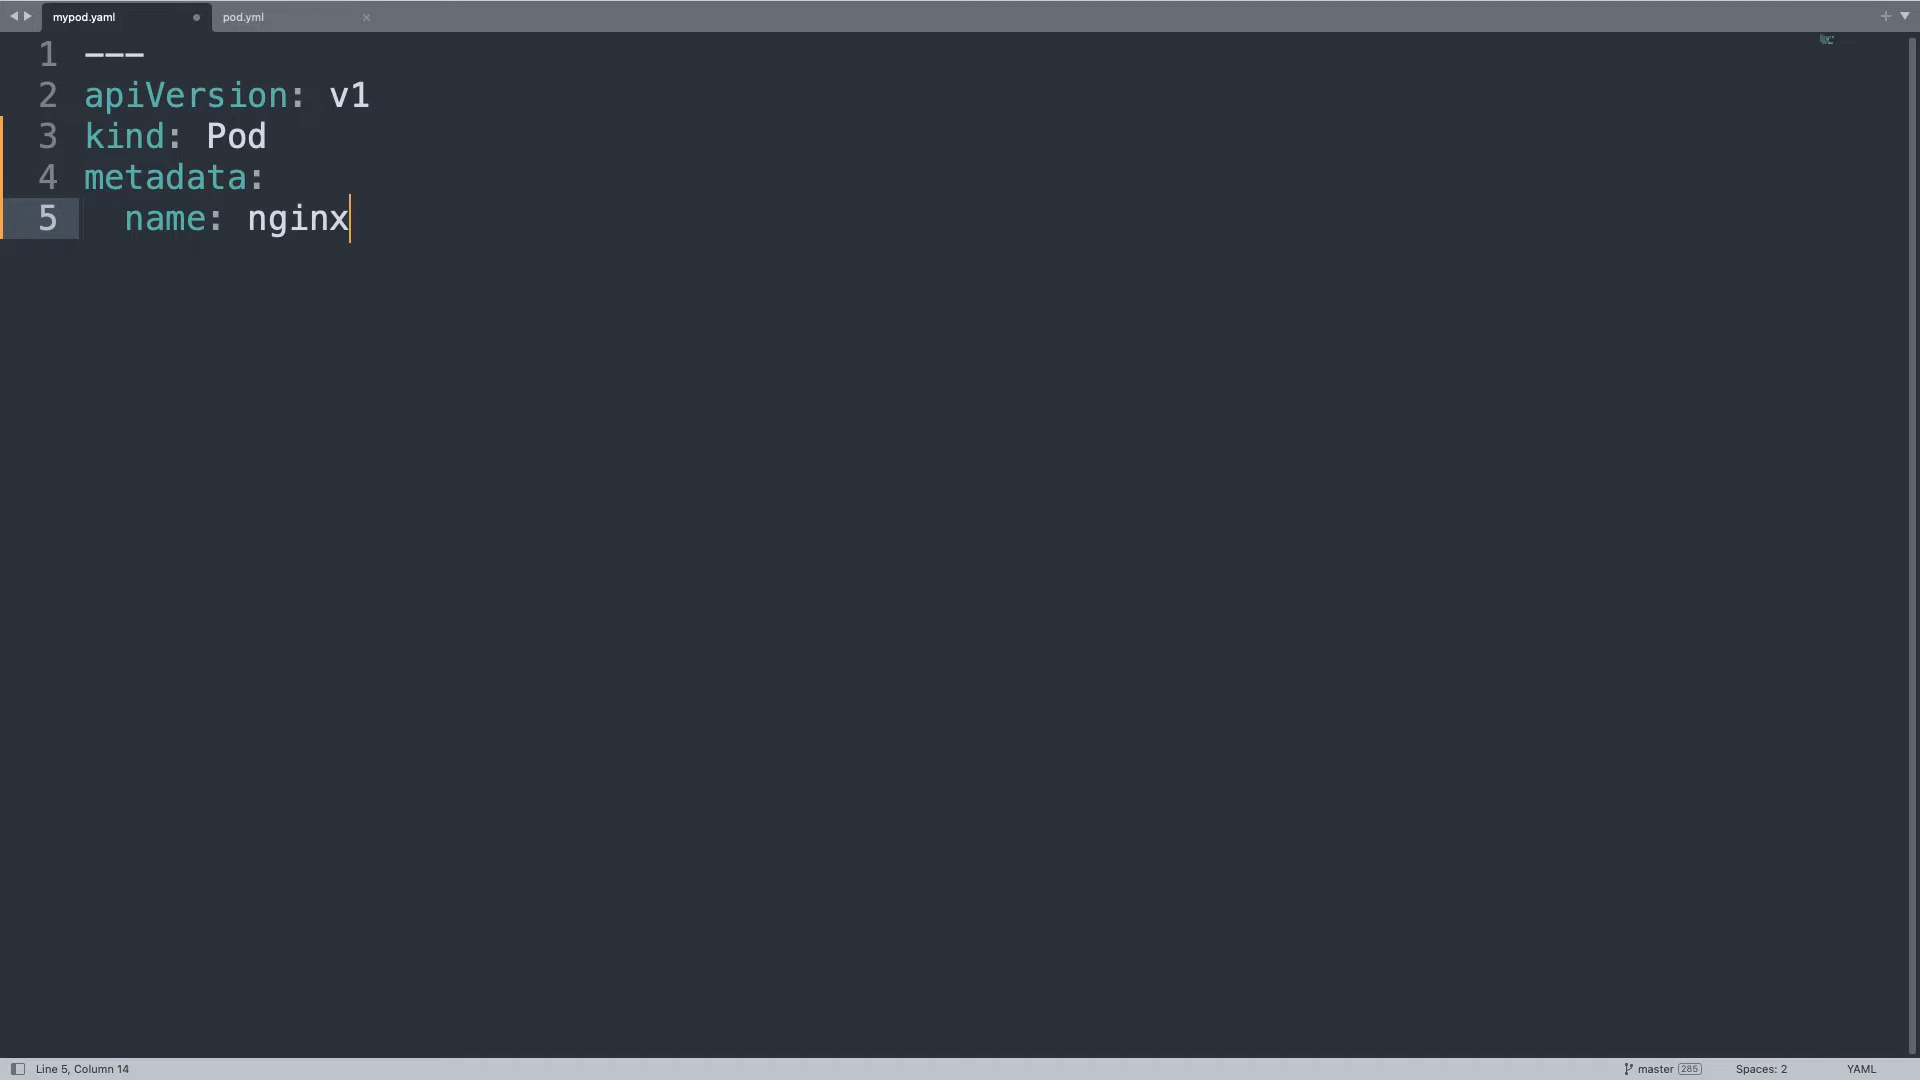 mypod.yaml
pod.yml
1 ---
2 apiVersion: v1
3 kind: Pod
4 metadata:
5   name: nginx
Line 5, Column 14
master 285
Spaces: 2
YAML